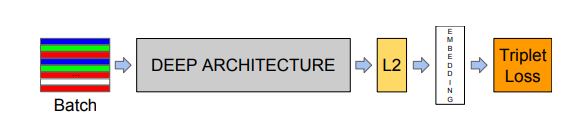 Batch
DEEP ARCHITECTURE
L2
EMBEDDING
Triplet
Loss